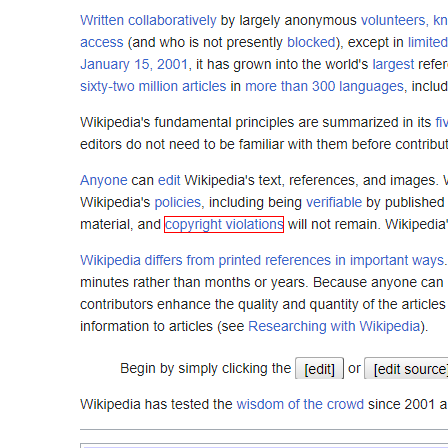 Written collaboratively by largely anonymous volunteers, kn
access (and who is not presently blocked), except in limited
January 15, 2001, it has grown into the world's largest refer
sixty-two million articles in more than 300 languages, includ
Wikipedia's fundamental principles are summarized in its fiv
editors do not need to be familiar with them before contribut
Anyone can edit Wikipedia's text, references, and images. W
Wikipedia's policies, including being verifiable by published
material, and copyright violations will not remain. Wikipedia'
Wikipedia differs from printed references in important ways.
minutes rather than months or years. Because anyone can
contributors enhance the quality and quantity of the articles
information to articles (see Researching with Wikipedia).
Begin by simply clicking the [edit] or [edit source]
Wikipedia has tested the wisdom of the crowd since 2001 a